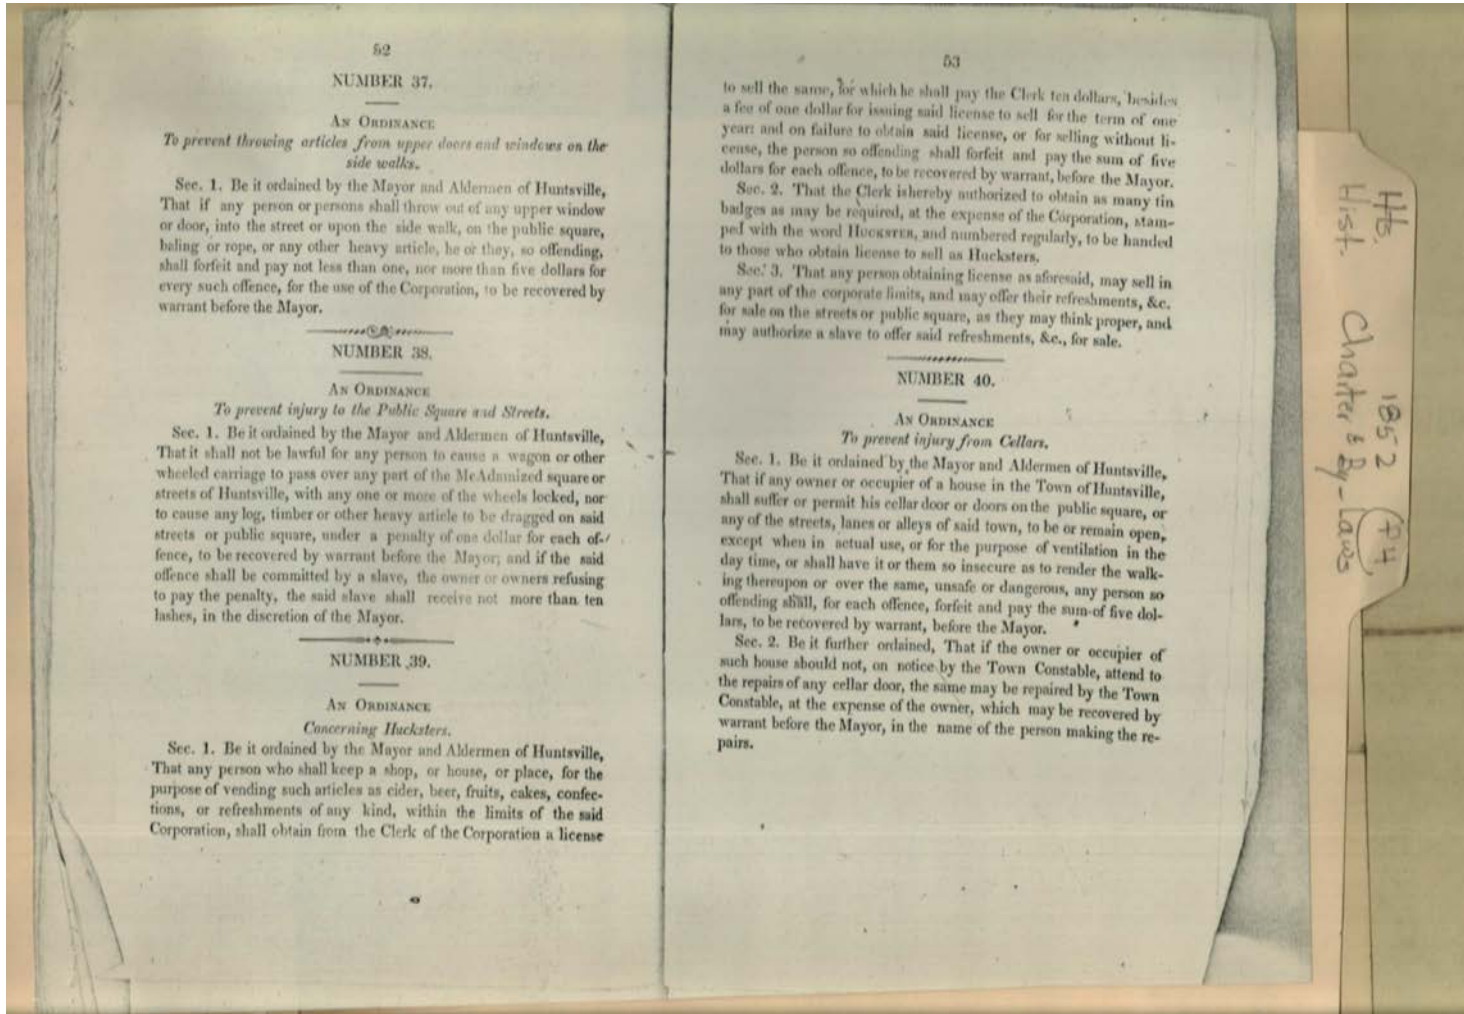 52
NUMBER 37.
AN ORDINANCE
To prevent throwing articles from upper doors and windows on the
side walks.
Sec. 1. Be it ordained by the Mayor and Aldermen of Huntsville,
That if any person or persons shall throw out of any upper window
or door, into the street or upon the side walk, on the public square,
baling or rope, or any other heavy article, he or they, so offending,
shall forfeit and pay not less than one, nor more than five dollars for
every such offence, for the use of the Corporation, to be recovered by
warrant before the Mayor.
NUMBER 38.
AN ORDINANCE
To prevent injury to the Public Square and Streets.
Sec. 1. Be it ordained by the Mayor and Aldermen of Huntsville,
That it shall not be lawful for any person to cause a wagon or other
wheeled carriage to pass over any part of the McAdamized square or
streets of Huntsville, with any one or more of the wheels locked, nor
to cause any log, timber or other heavy article to be dragged on said
streets or public square, under a penalty of one dollar for each of-
fence, to be recovered by warrant before the Mayor; and if the said
offence shall be committed by a slave, the owner or owners refusing
to pay the penalty, the said slave shall receive not more than ten
lashes, in the discretion of the Mayor.
NUMBER 39.
AN ORDINANCE
Concerning Hucksters.
Sec. 1. Be it ordained by the Mayor and Aldermen of Huntsville,
That any person who shall keep a shop, or house, or place, for the
purpose of vending such articles as cider, beer, fruits, cakes, confec-
tions, or refreshments of any kind, within the limits of the said
Corporation, shall obtain from the Clerk of the Corporation a license
53
to sell the same, for which he shall pay the Clerk ten dollars, besides
a fee of one dollar for issuing said license to sell for the term of one
year: and on failure to obtain said license, or for selling without li-
cense, the person so offending shall forfeit and pay the sum of five
dollars for each offence, to be recovered by warrant, before the Mayor.
Sec. 2. That the Clerk ishereby authorized to obtain as many tin
badges as may be required, at the expense of the Corporation, stam-
ped with the word HUCKSTER, and numbered regularly, to be handed
to those who obtain license to sell as Hucksters.
Sec. 3. That any person obtaining license as aforesaid, may sell in
any part of the corporate limits, and may offer their refreshments, &c.
for sale on the streets or public square, as they may think proper, and
may authorize a slave to offer said refreshments, &c., for sale.
NUMBER 40.
AN ORDINANCE
To prevent injury from Cellars.
Sec. 1. Be it ordained by the Mayor and Aldermen of Huntsville,
That if any owner or occupier of a house in the Town of Huntsville,
shall suffer or permit his cellar door or doors on the public square, or
any of the streets, lanes or alleys of said town, to be or remain open,
except when in actual use, or for the purpose of ventilation in the
day time, or shall have it or them so insecure as to render the walk-
ing thereupon or over the same, unsafe or dangerous, any person so
offending shall, for each offence, forfeit and pay the sum of five dol-
lars, to be recovered by warrant, before the Mayor.
Sec. 2. Be it further ordained, That if the owner or occupier of
such house should not, on notice by the Town Constable, attend to
the repairs of any cellar door, the same may be repaired by the Town
Constable, at the expense of the owner, which may be recovered by
warrant before the Mayor, in the name of the person making the re-
pairs.
Hist. Charter & By-Laws
1852